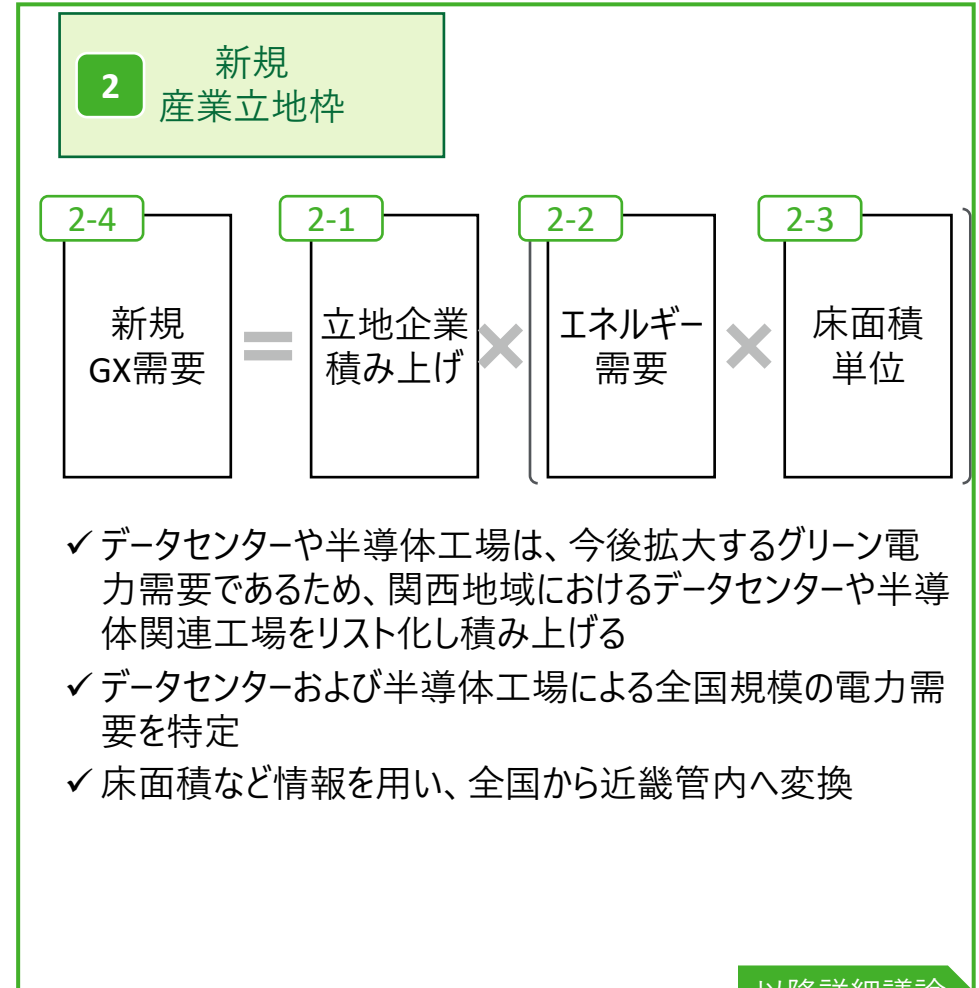 2
新規
産業立地枠
2-4
2-1
2-2
2-3
新規
GX需要
=
立地企業
積み上げ
×
エネルギー
需要
×
床面積
単位
✓データセンターや半導体工場は、今後拡大するグリーン電
力需要であるため、関西地域におけるデータセンターや半導
体関連工場をリスト化し積み上げる
✓データセンターおよび半導体工場による全国規模の電力需
要を特定
✓床面積など情報を用い、全国から近畿管内へ変換
以降詳細議論